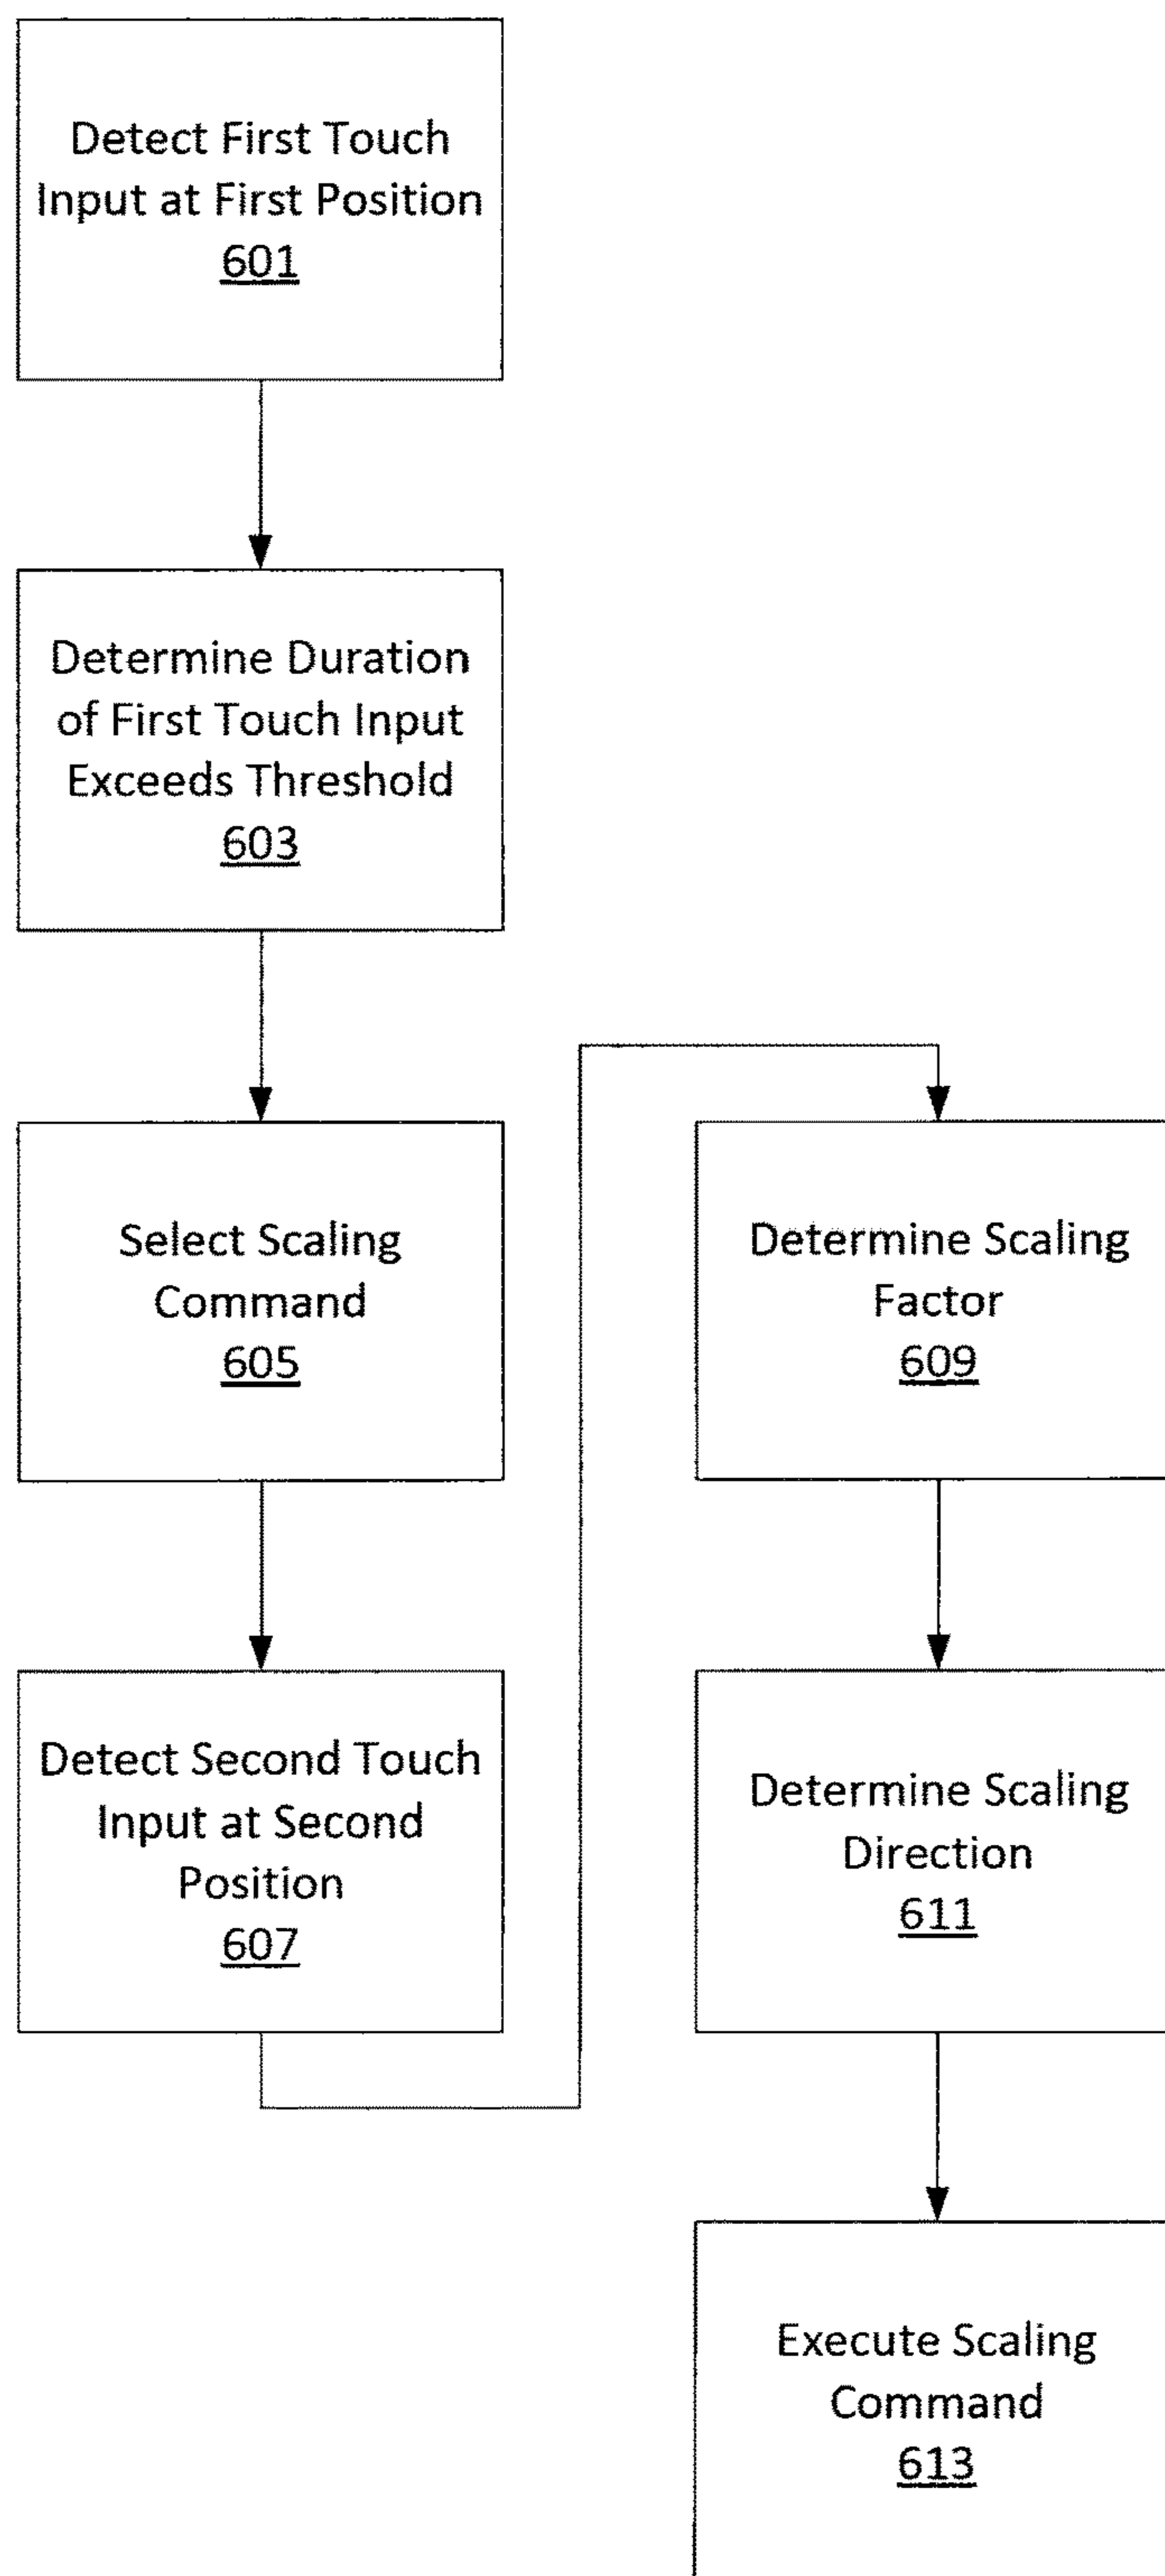 Detect First Touch
Input at First Position
601
Determine Duration
of First Touch Input
Exceeds Threshold
603
Select Scaling
Command
605
Detect Second Touch
Input at Second
Position
607
Determine Scaling
Factor
609
Determine Scaling
Direction
611
Execute Scaling
Command
613